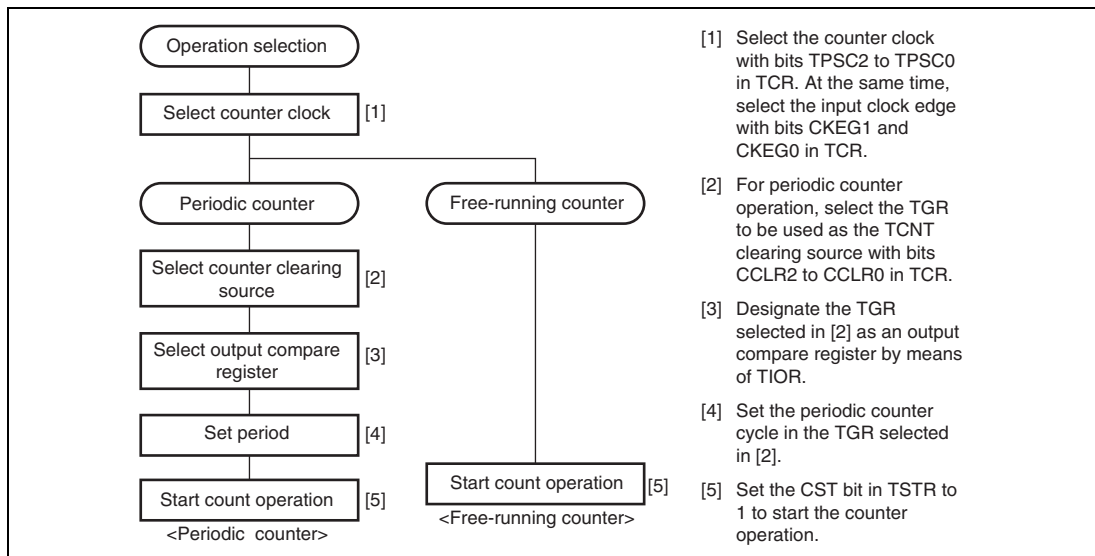 Operation selection
Select counter clock
[1]
Periodic counter
Free-running counter
Select counter clearing
source
[2]
Select output compare
register
[3]
Set period
[4]
Start count operation
[5]
<Periodic counter>
Start count operation
[5]
<Free-running counter>
[1] Select the counter clock
with bits TPSC2 to TPSC0
in TCR. At the same time,
select the input clock edge
with bits CKEG1 and
CKEG0 in TCR.
[2] For periodic counter
operation, select the TGR
to be used as the TCNT
clearing source with bits
CCLR2 to CCLR0 in TCR.
[3] Designate the TGR
selected in [2] as an output
compare register by means
of TIOR.
[4] Set the periodic counter
cycle in the TGR selected
in [2].
[5] Set the CST bit in TSTR to
1 to start the counter
operation.